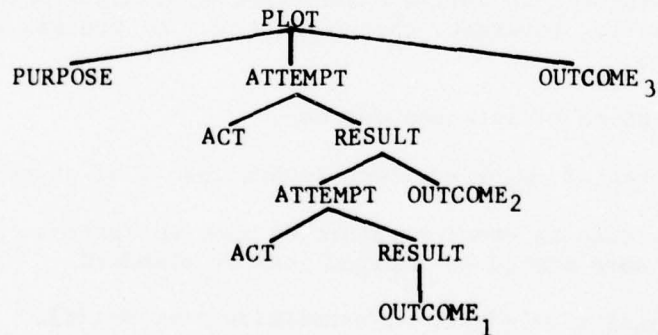 PLOT
PURPOSE ATTEMPT OUTCOME₃
ACT RESULT
ATTEMPT OUTCOME₂
ACT RESULT
OUTCOME₁